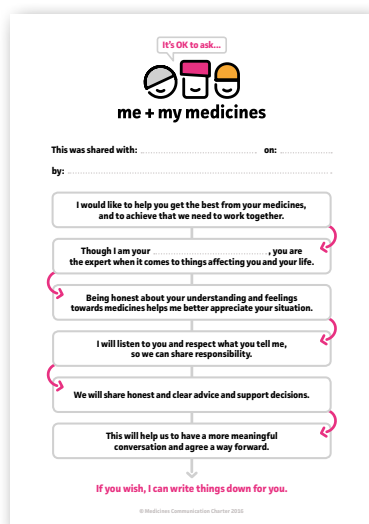 It's OK to ask...
me + my medicines
This was shared with: on:
by:
I would like to help you get the best from your medicines,
and to achieve that we need to work together.
Though I am your , you are
the expert when it comes to things affecting you and your life.
Being honest about your understanding and feelings
towards medicines helps me better appreciate your situation.
I will listen to you and respect what you tell me,
so we can share responsibility.
We will share honest and clear advice and support decisions.
This will help us to have a more meaningful
conversation and agree a way forward.
If you wish, I can write things down for you.
© Medicines Communication Charter 2020